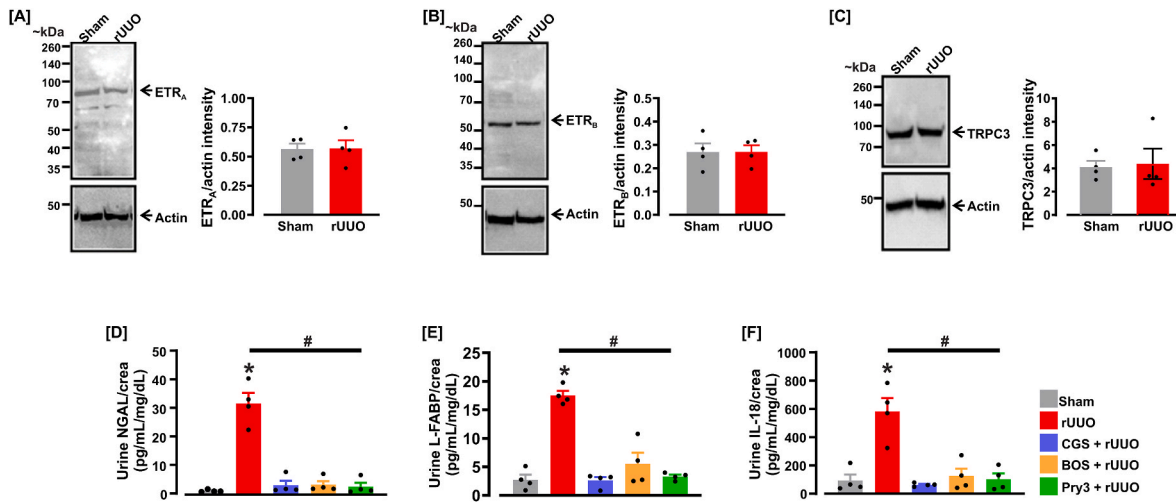 [A]
~kDa
Sham
rUUO
260
140
100
70
50
40
35
ETRA
50
Actin
ETRA/actin intensity
1.00
0.75
0.50
0.25
0.00
Sham rUUO
[B]
~kDa
Sham
rUUO
260
140
100
70
50
40
35
ETRB
50
Actin
ETRB/actin intensity
0.3
0.4
0.3
0.2
0.1
0.0
Sham rUUO
[C]
~kDa
Sham
rUUO
260
140
100
70
TRPC3
50
Actin
TRPC3/actin intensity
10
8
6
4
2
0
Sham rUUO
[D]
Urine NGAL/crea
(pg/mL/mg/dL)
50
40
30
20
10
0
*
#
[E]
Urine L-FABP/crea
(pg/mL/mg/dL)
25
20
15
10
5
0
*
#
[F]
Urine IL-18/crea
(pg/mL/mg/dL)
1000
800
600
400
200
0
*
#
Sham
rUUO
CGS + rUUO
BOS + rUUO
Pry3 + rUUO